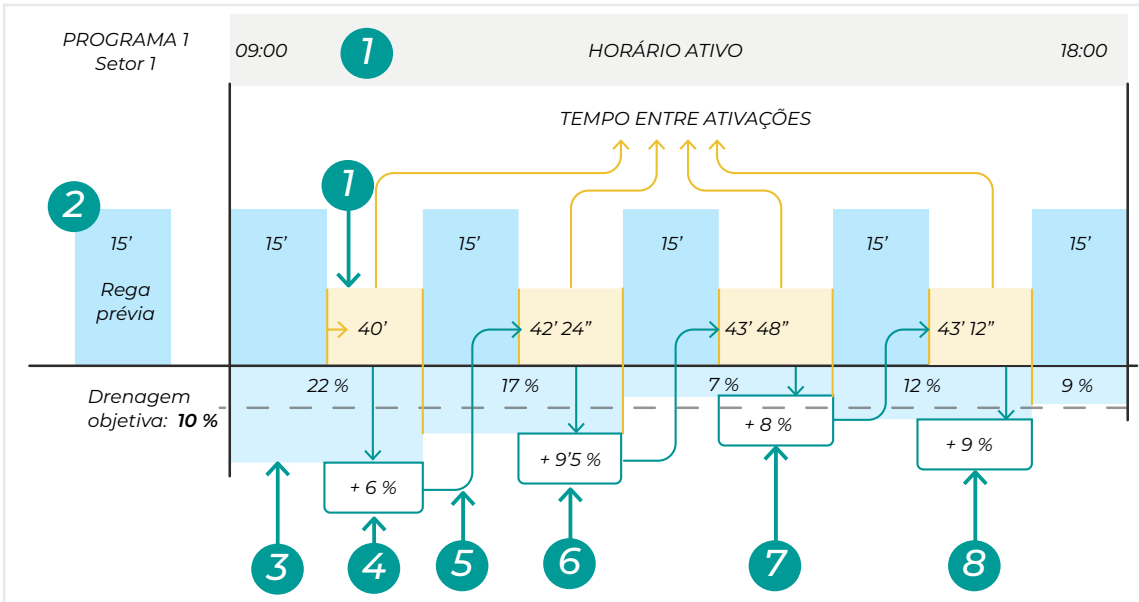 PROGRAMA 1
Setor 1
09:00
1
HORÁRIO ATIVO
18:00
TEMPO ENTRE ATIVAÇÕES
1
2
15’
Rega
prévia
15’
15’
15’
15’
15’
40’
42’ 24”
43’ 48”
43’ 12”
22 %
17 %
7 %
12 %
9 %
Drenagem
objetiva: 10 %
+ 6 %
+ 9’5 %
+ 8 %
+ 9 %
3
4
5
6
7
8